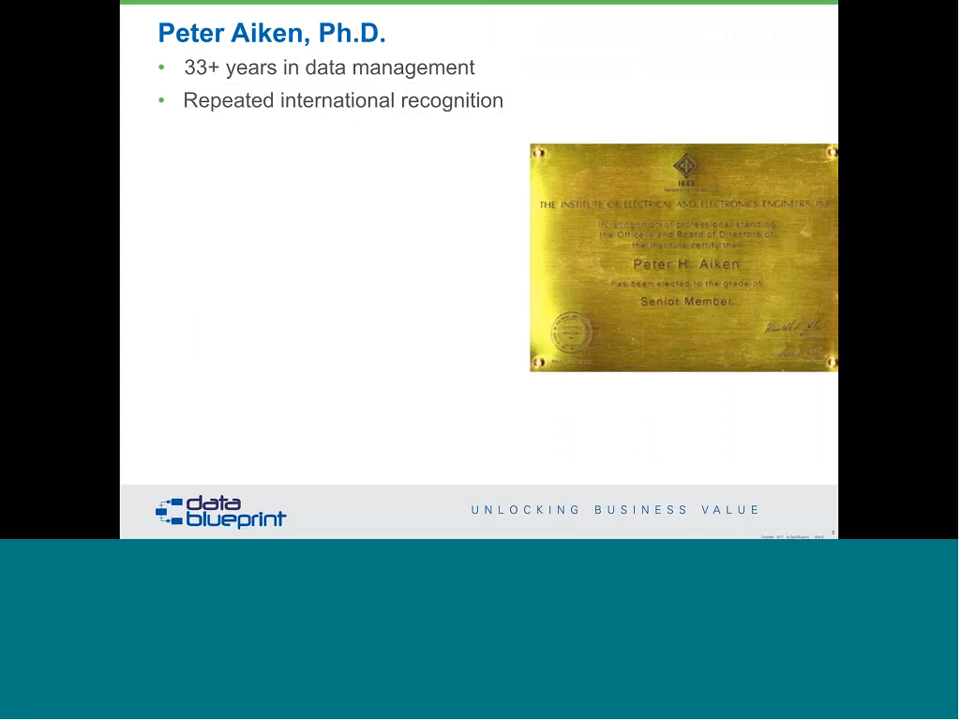 Peter Aiken, Ph.D.
• 33+ years in data management
• Repeated international recognition
IEEE
THE INSTITUTE OF ELECTRICAL AND ELECTRONICS ENGINEERS, INC
In recognition of professional standing
the Officers and Board of Directors of
the Institute certify that
Peter H. Aiken
has been elected to the grade of
Senior Member
data
blueprint
UNLOCKING BUSINESS VALUE